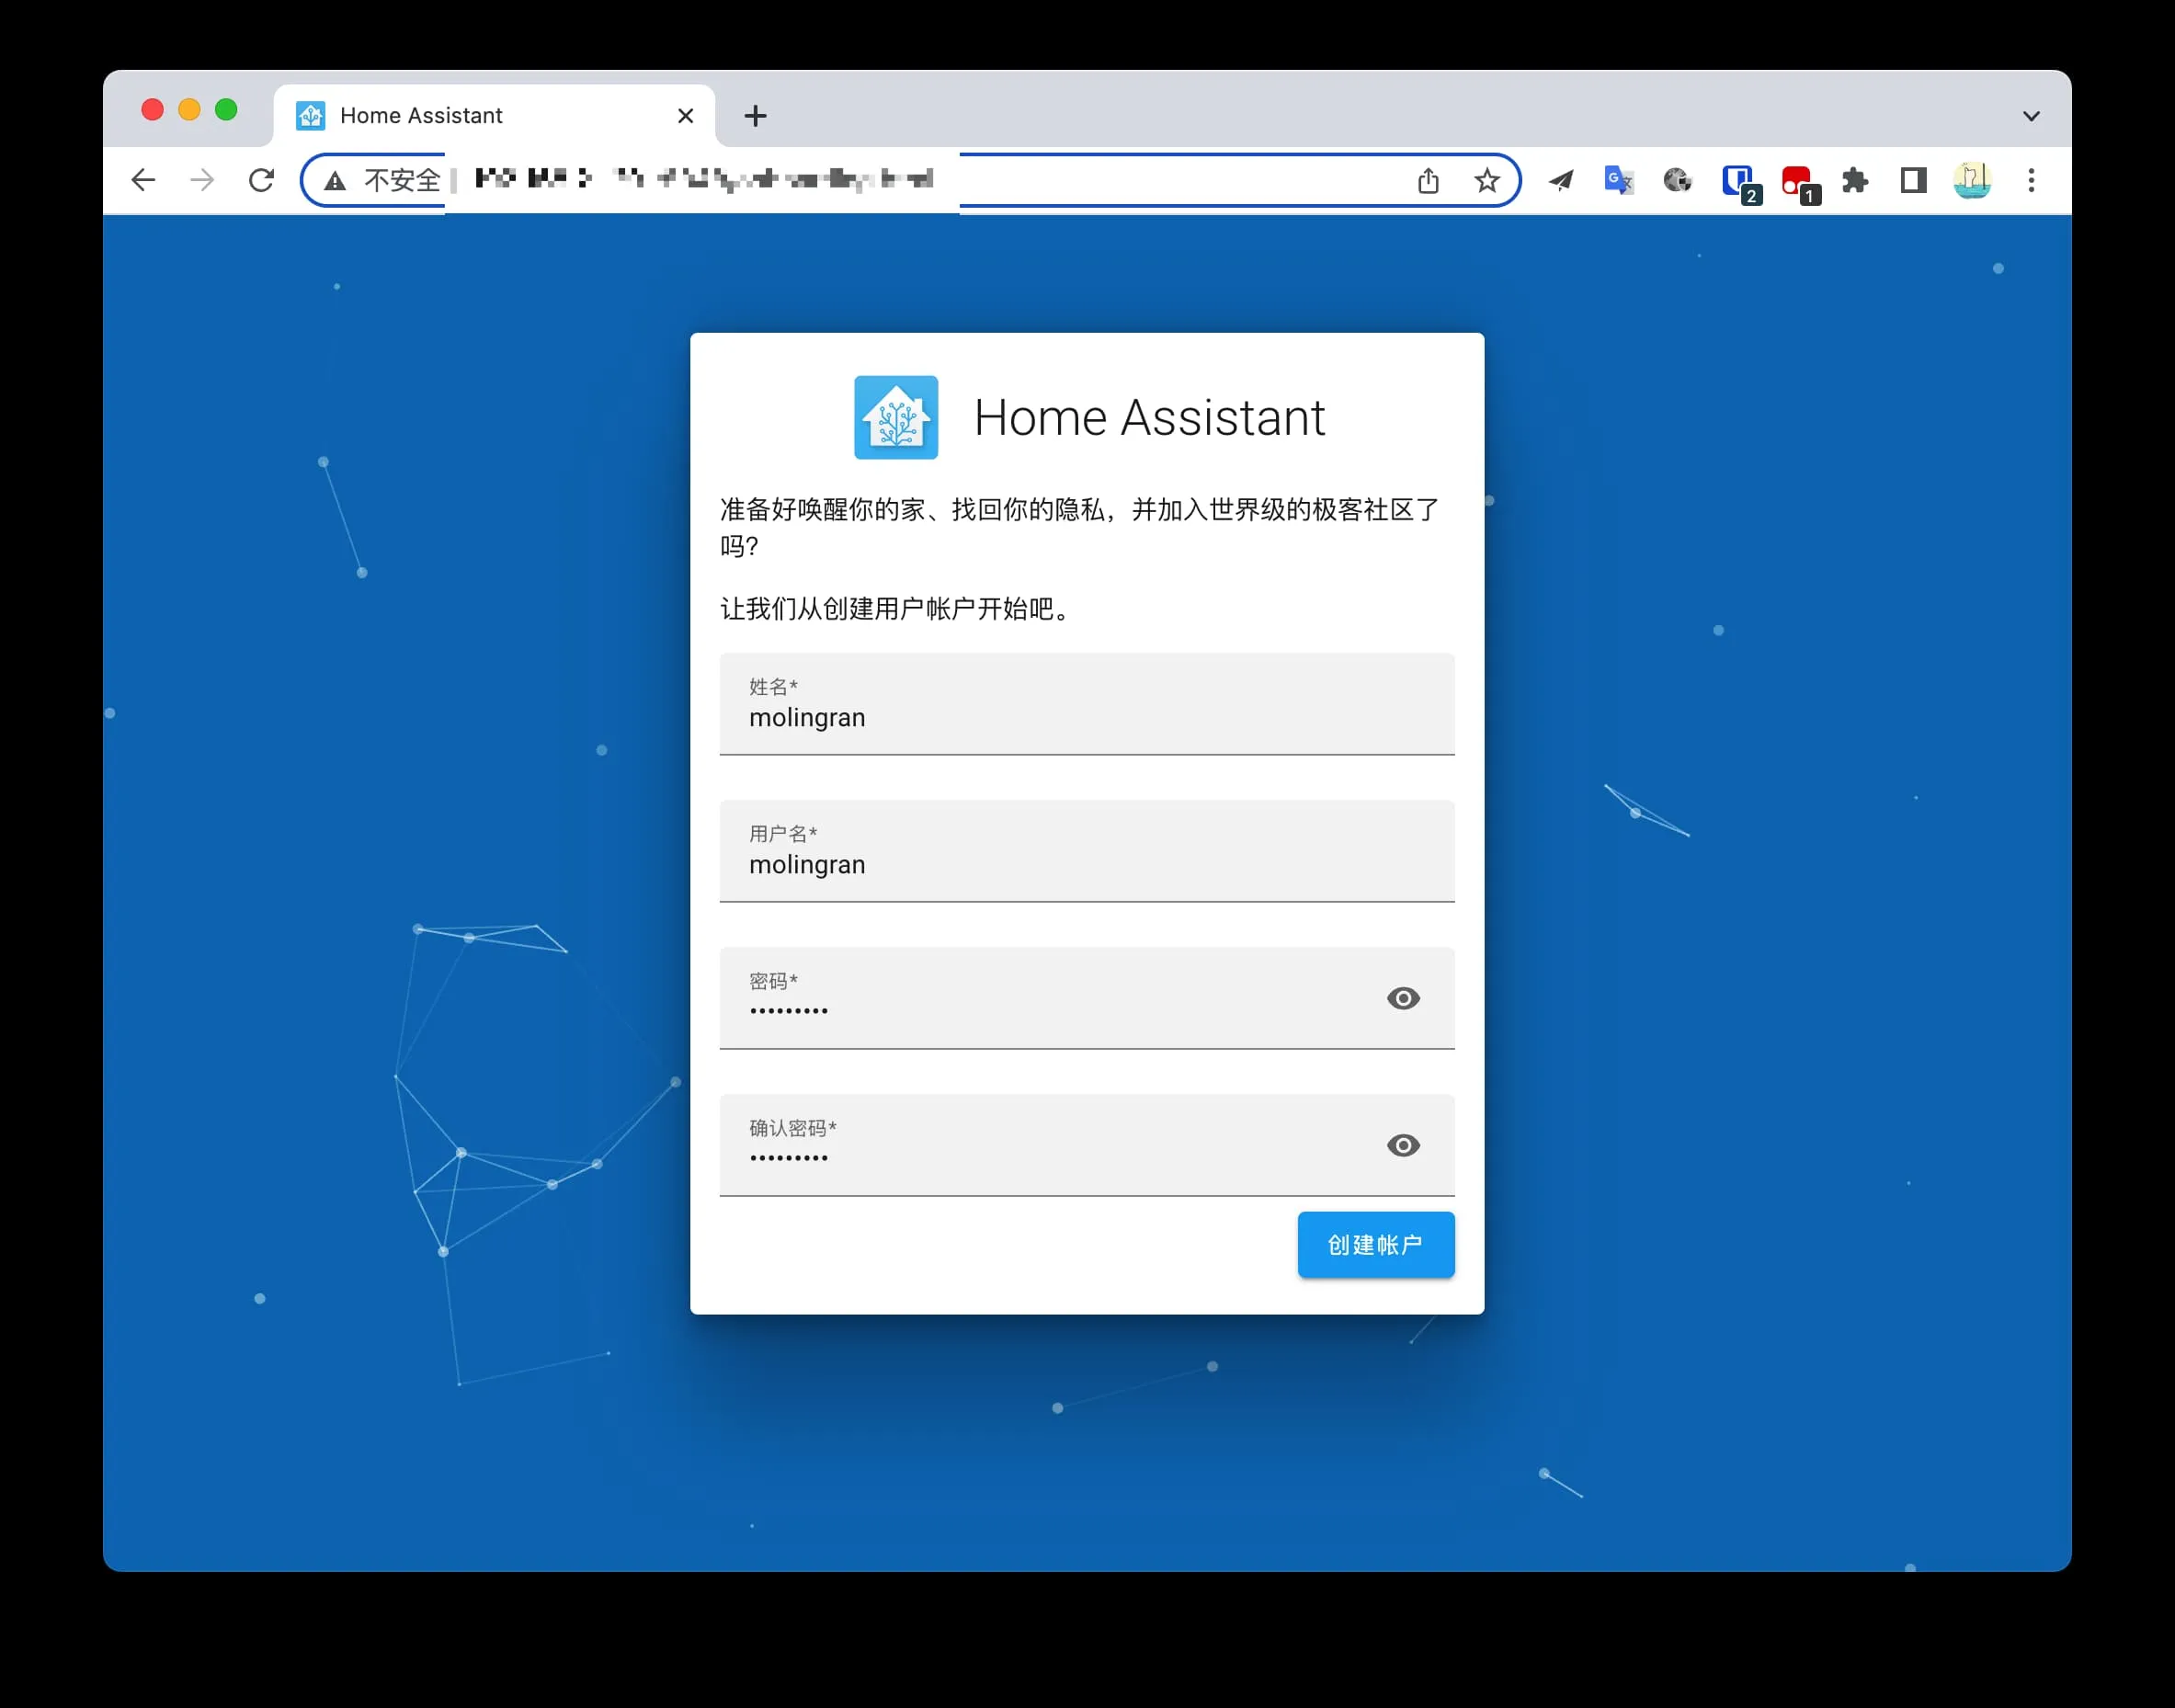 Home Assistant
不安全
2
1
Home Assistant
准备好唤醒你的家、找回你的隐私，并加入世界级的极客社区了
吗？
让我们从创建用户帐户开始吧。
姓名*
molingran
用户名*
molingran
密码*
•••••••••
确认密码*
•••••••••
创建帐户